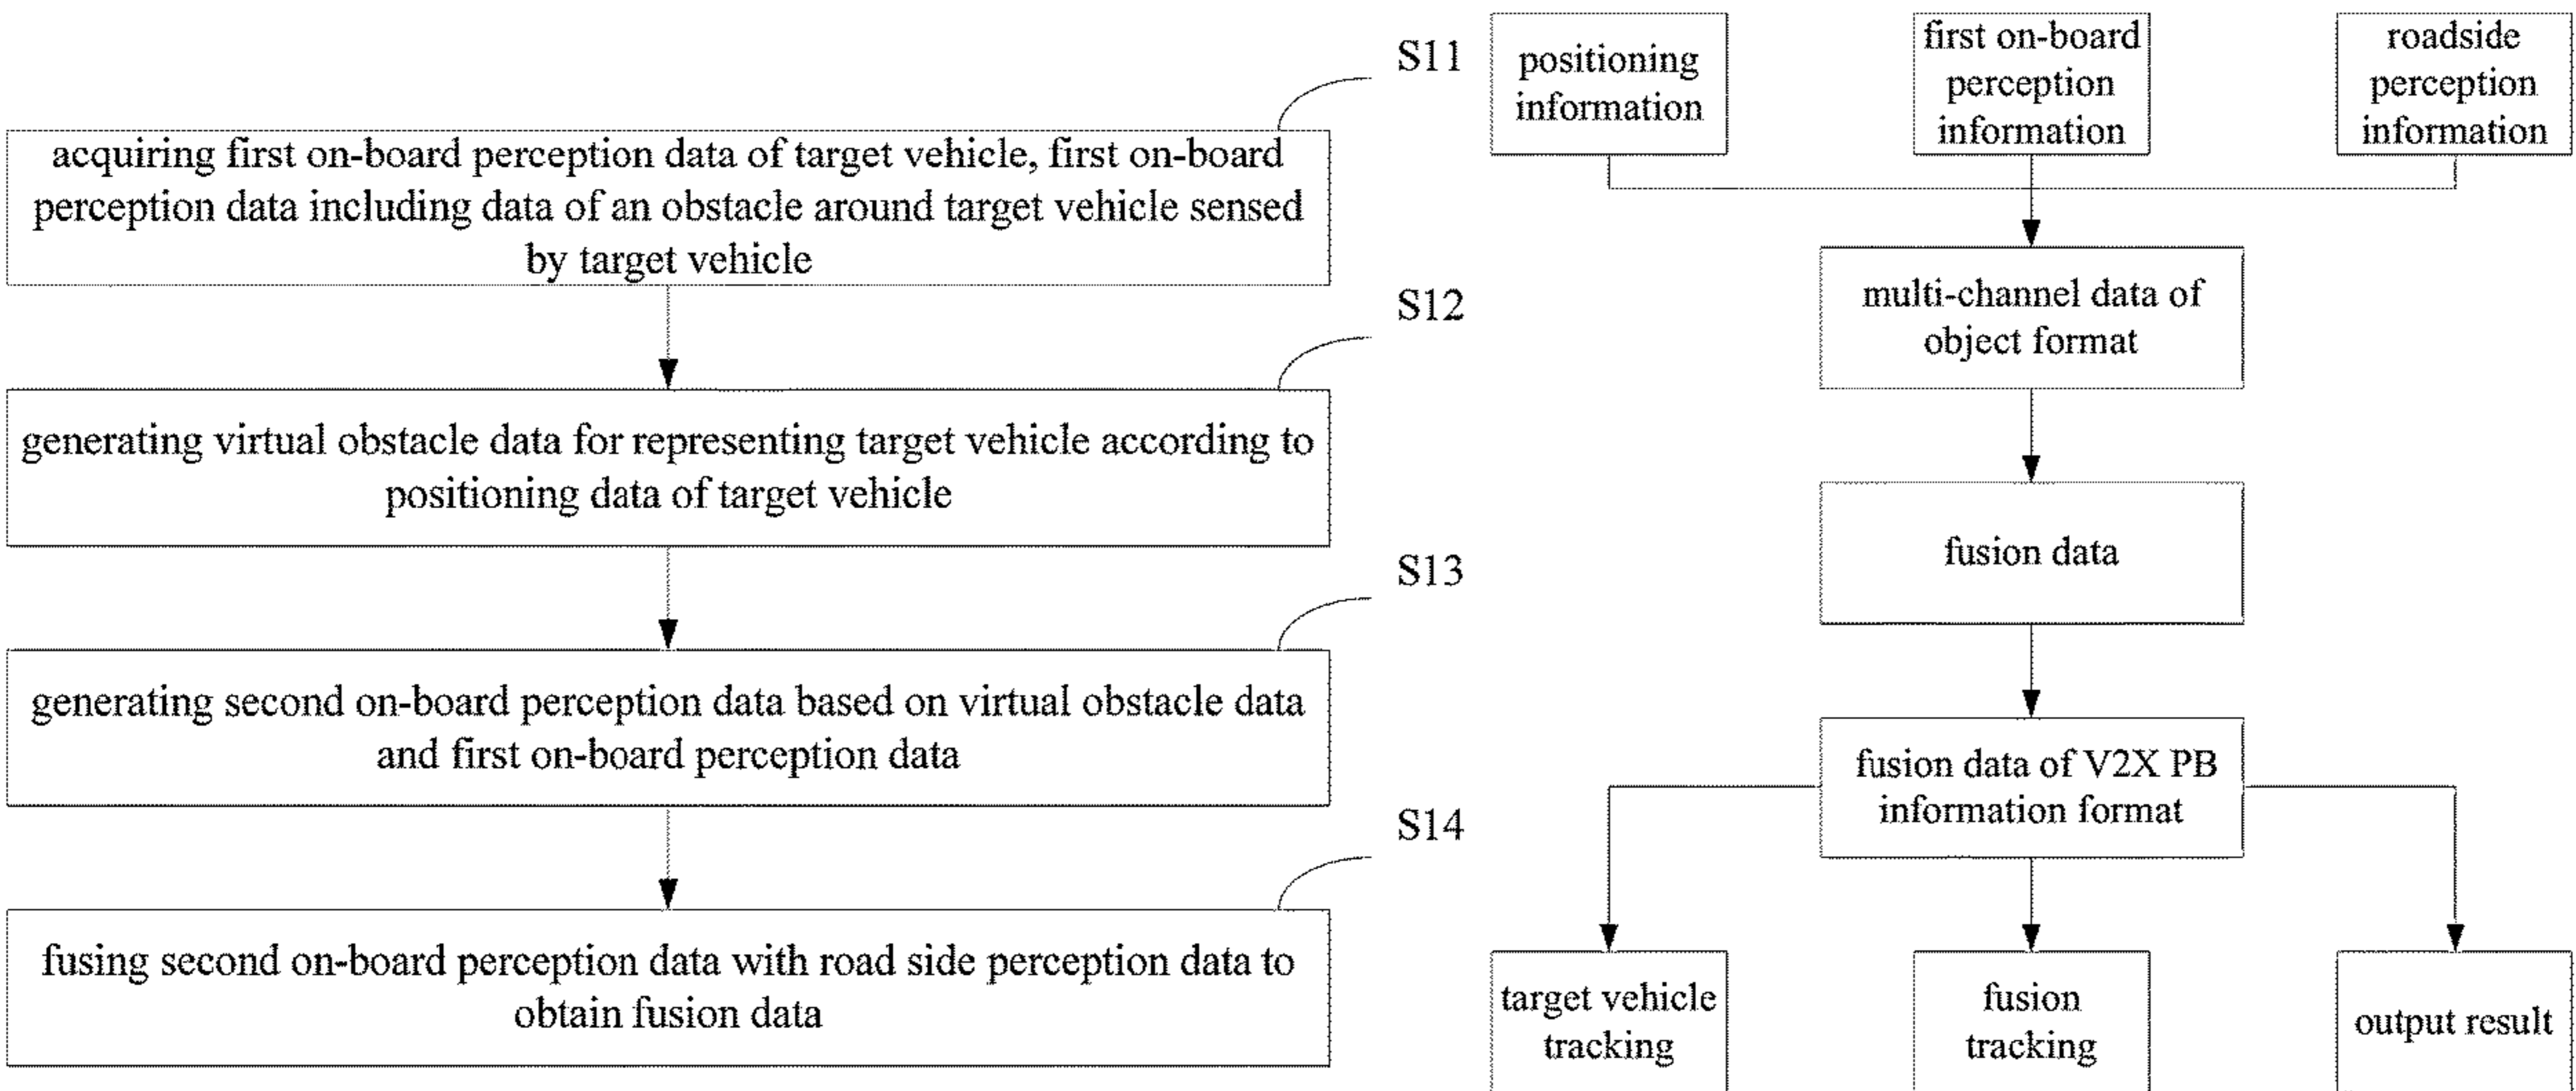 S11
acquiring first on-board perception data of target vehicle, first on-board
perception data including data of an obstacle around target vehicle sensed
by target vehicle
S12
generating virtual obstacle data for representing target vehicle according to
positioning data of target vehicle
S13
generating second on-board perception data based on virtual obstacle data
and first on-board perception data
S14
fusing second on-board perception data with road side perception data to
obtain fusion data
positioning
information
first on-board
perception
information
roadside
perception
information
multi-channel data of
object format
fusion data
fusion data of V2X PB
information format
target vehicle
tracking
fusion
tracking
output result